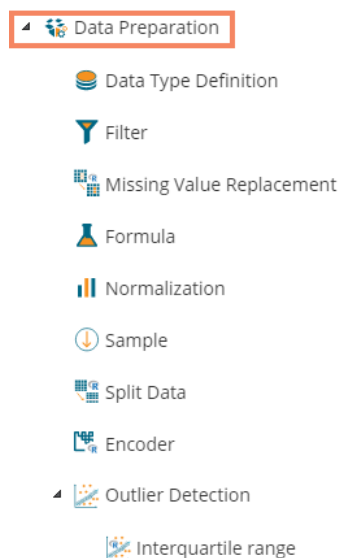 Data Preparation
Data Type Definition
Filter
Missing Value Replacement
Formula
Normalization
Sample
Split Data
Encoder
Outlier Detection
Interquartile range